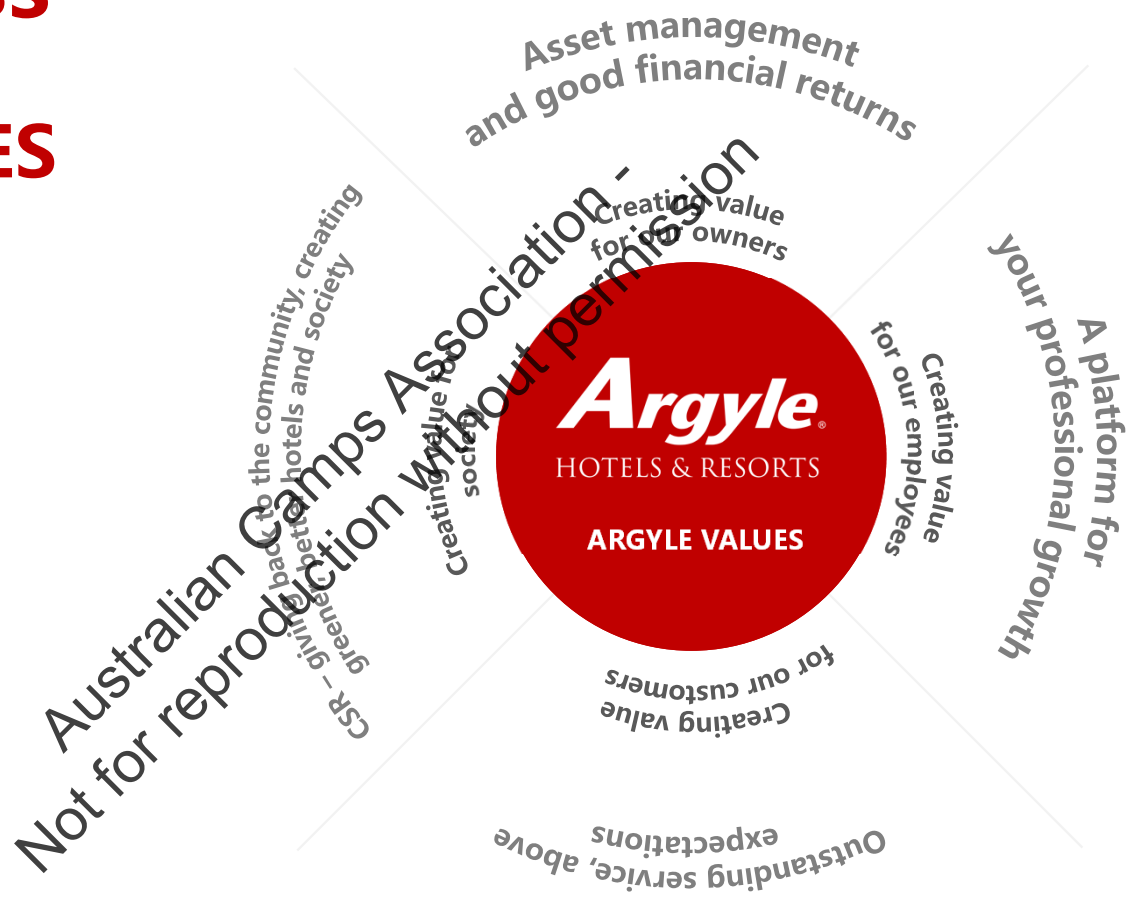 S
ES
Asset management
and good financial returns
Creating value
for our owners
A platform for
your professional growth
Creating value
for our employees
Argyle®
HOTELS & RESORTS
ARGYLE VALUES
Creating value
for our customers
Outstanding service, above
expectations
Creating value for
society
CSR – giving back to the community, creating
greener, better hotels and society
Australian Camps Association -
Not for reproduction without permission